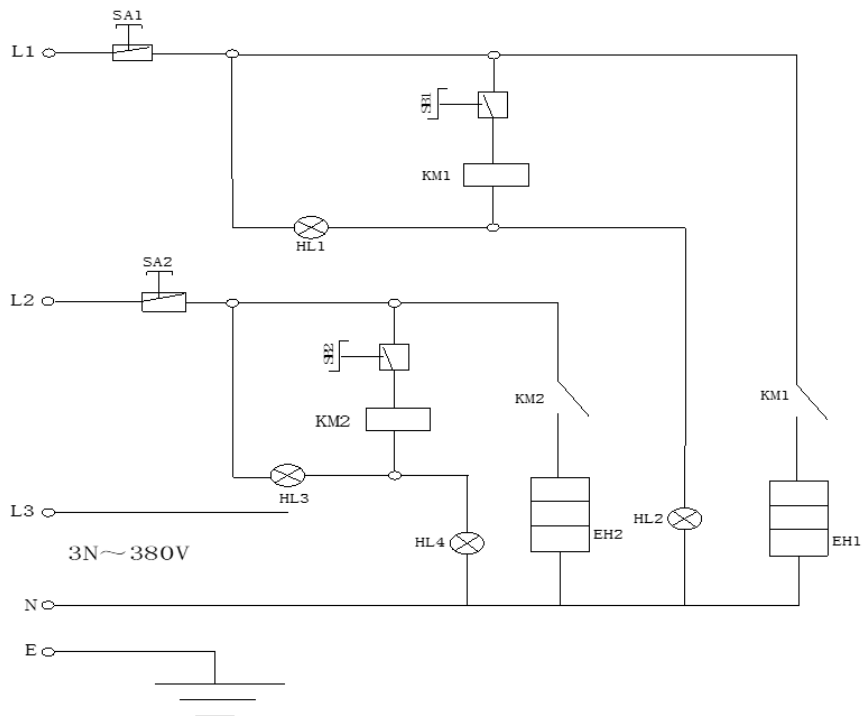 SA1
L1
SB1
KM1
HL1
SA2
L2
SB2
KM2
KM2
KM1
HL3
L3
HL4
EH2
HL2
EH1
3N～380V
N
E